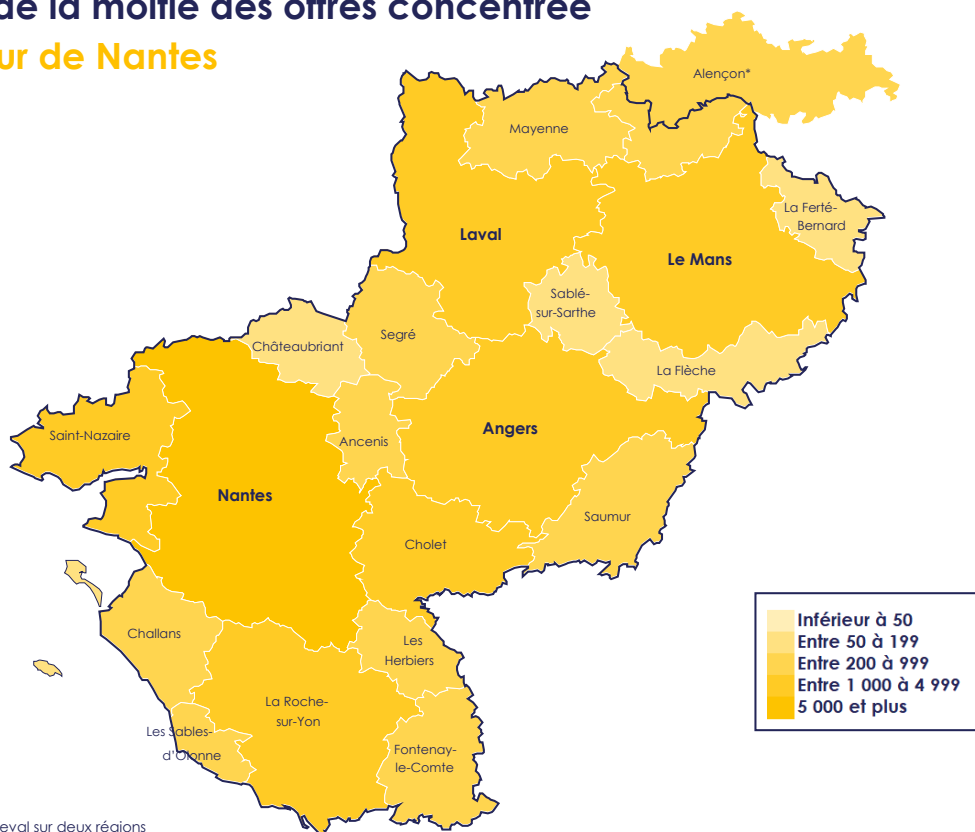 de la moitié des offres concentrée
ur de Nantes
Alençon*
Mayenne
La Ferté-
Bernard
Laval
Le Mans
Sablé-
sur-Sarthe
Segré
Châteaubriant
La Flèche
Saint-Nazaire
Ancenis
Angers
Nantes
Saumur
Cholet
Challans
Les
Herbiers
La Roche-
sur-Yon
Les Sables-
d'Olonne
Fontenay-
le-Comte
Inférieur à 50
Entre 50 à 199
Entre 200 à 999
Entre 1 000 à 4 999
5 000 et plus
eval sur deux régions